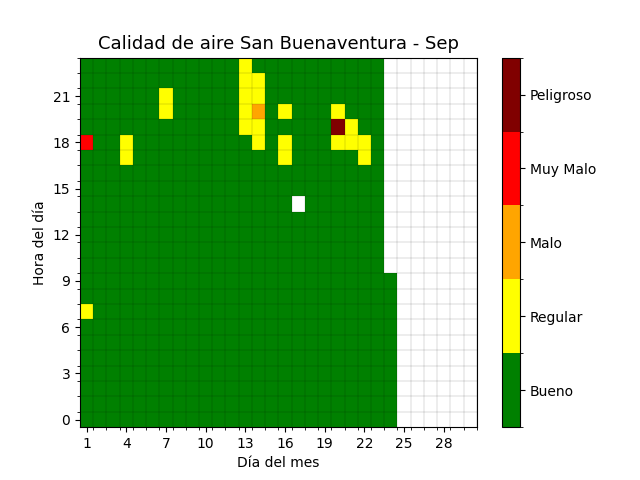 Calidad de aire San Buenaventura - Sep
Hora del día
21
18
15
12
9
6
3
0
1 4 7 10 13 16 19 22 25 28
Día del mes
Peligroso
Muy Malo
Malo
Regular
Bueno